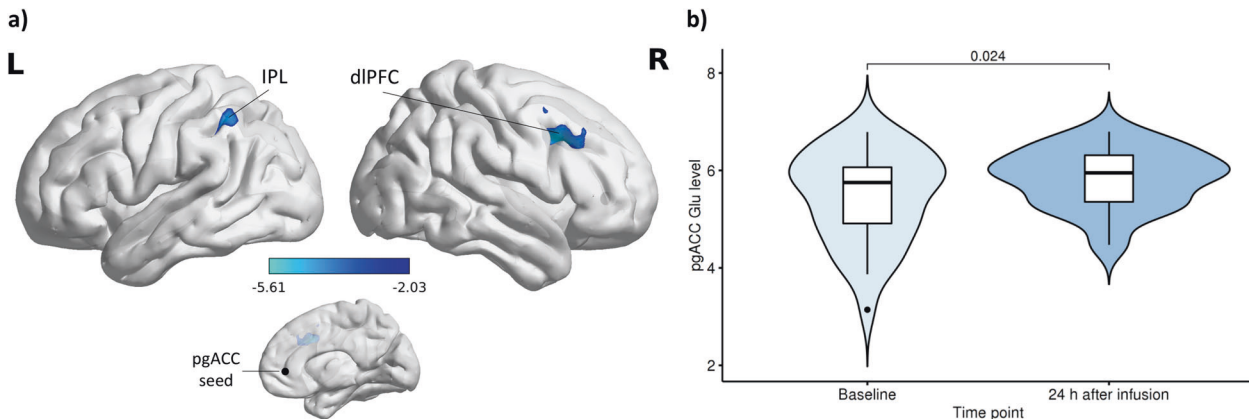 a)
L
IPL
dlPFC
R
-5.61
-2.03
pgACC
seed
b)
0.024
8
6
4
2
pgACC Glu level
Baseline
24 h after infusion
Time point